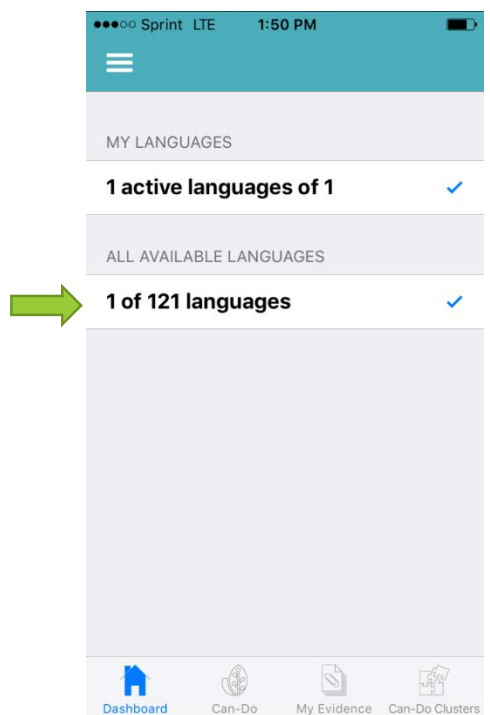 ●●●○○ Sprint LTE 1:50 PM
MY LANGUAGES
1 active languages of 1
ALL AVAILABLE LANGUAGES
1 of 121 languages
Dashboard Can-Do My Evidence Can-Do Clusters